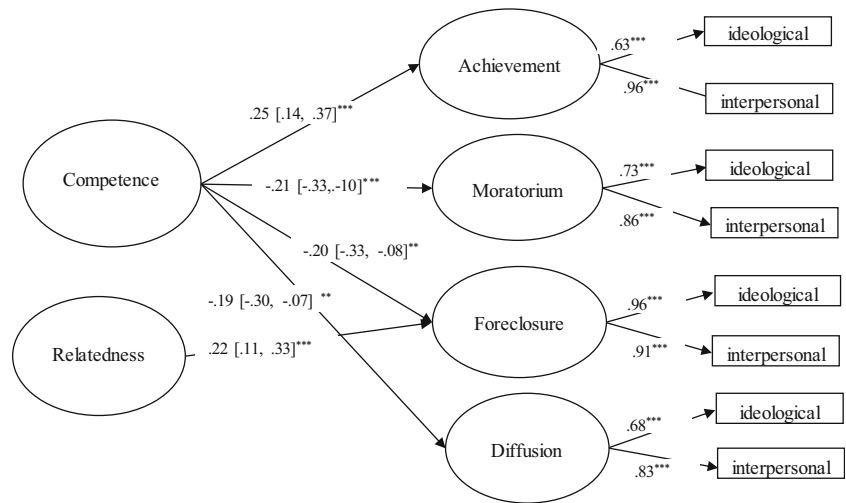 ideological
.63***
Achievement
.96***
interpersonal
.25 [.14, .37]***
ideological
.73***
Competence
-.21 [-.33,.-10]***
Moratorium
.86***
interpersonal
-.20 [-.33, -.08]**
-.19 [-.30, -.07] **
ideological
.96***
Foreclosure
Relatedness
.22 [.11, .33]***
.91***
interpersonal
ideological
.68***
Diffusion
.83***
interpersonal